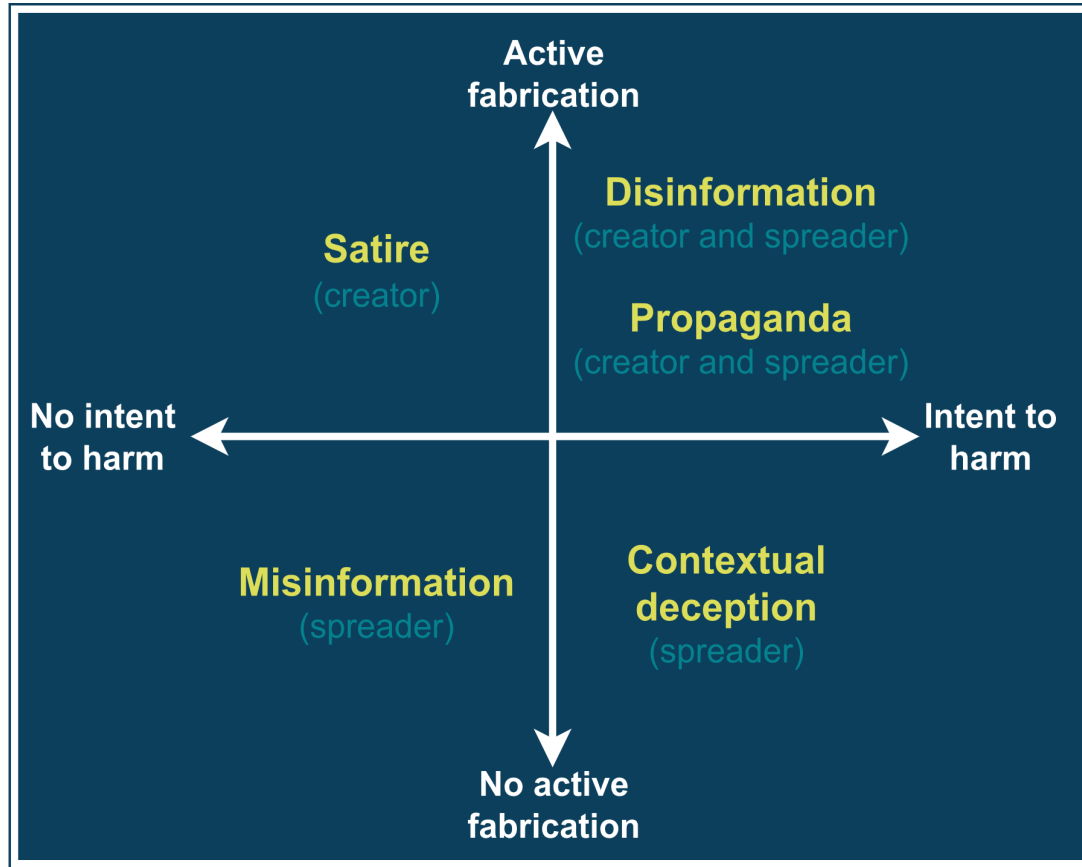 Active
fabrication
Disinformation
(creator and spreader)
Satire
(creator)
Propaganda
(creator and spreader)
No intent
to harm
Intent to
harm
Misinformation
(spreader)
Contextual
deception
(spreader)
No active
fabrication